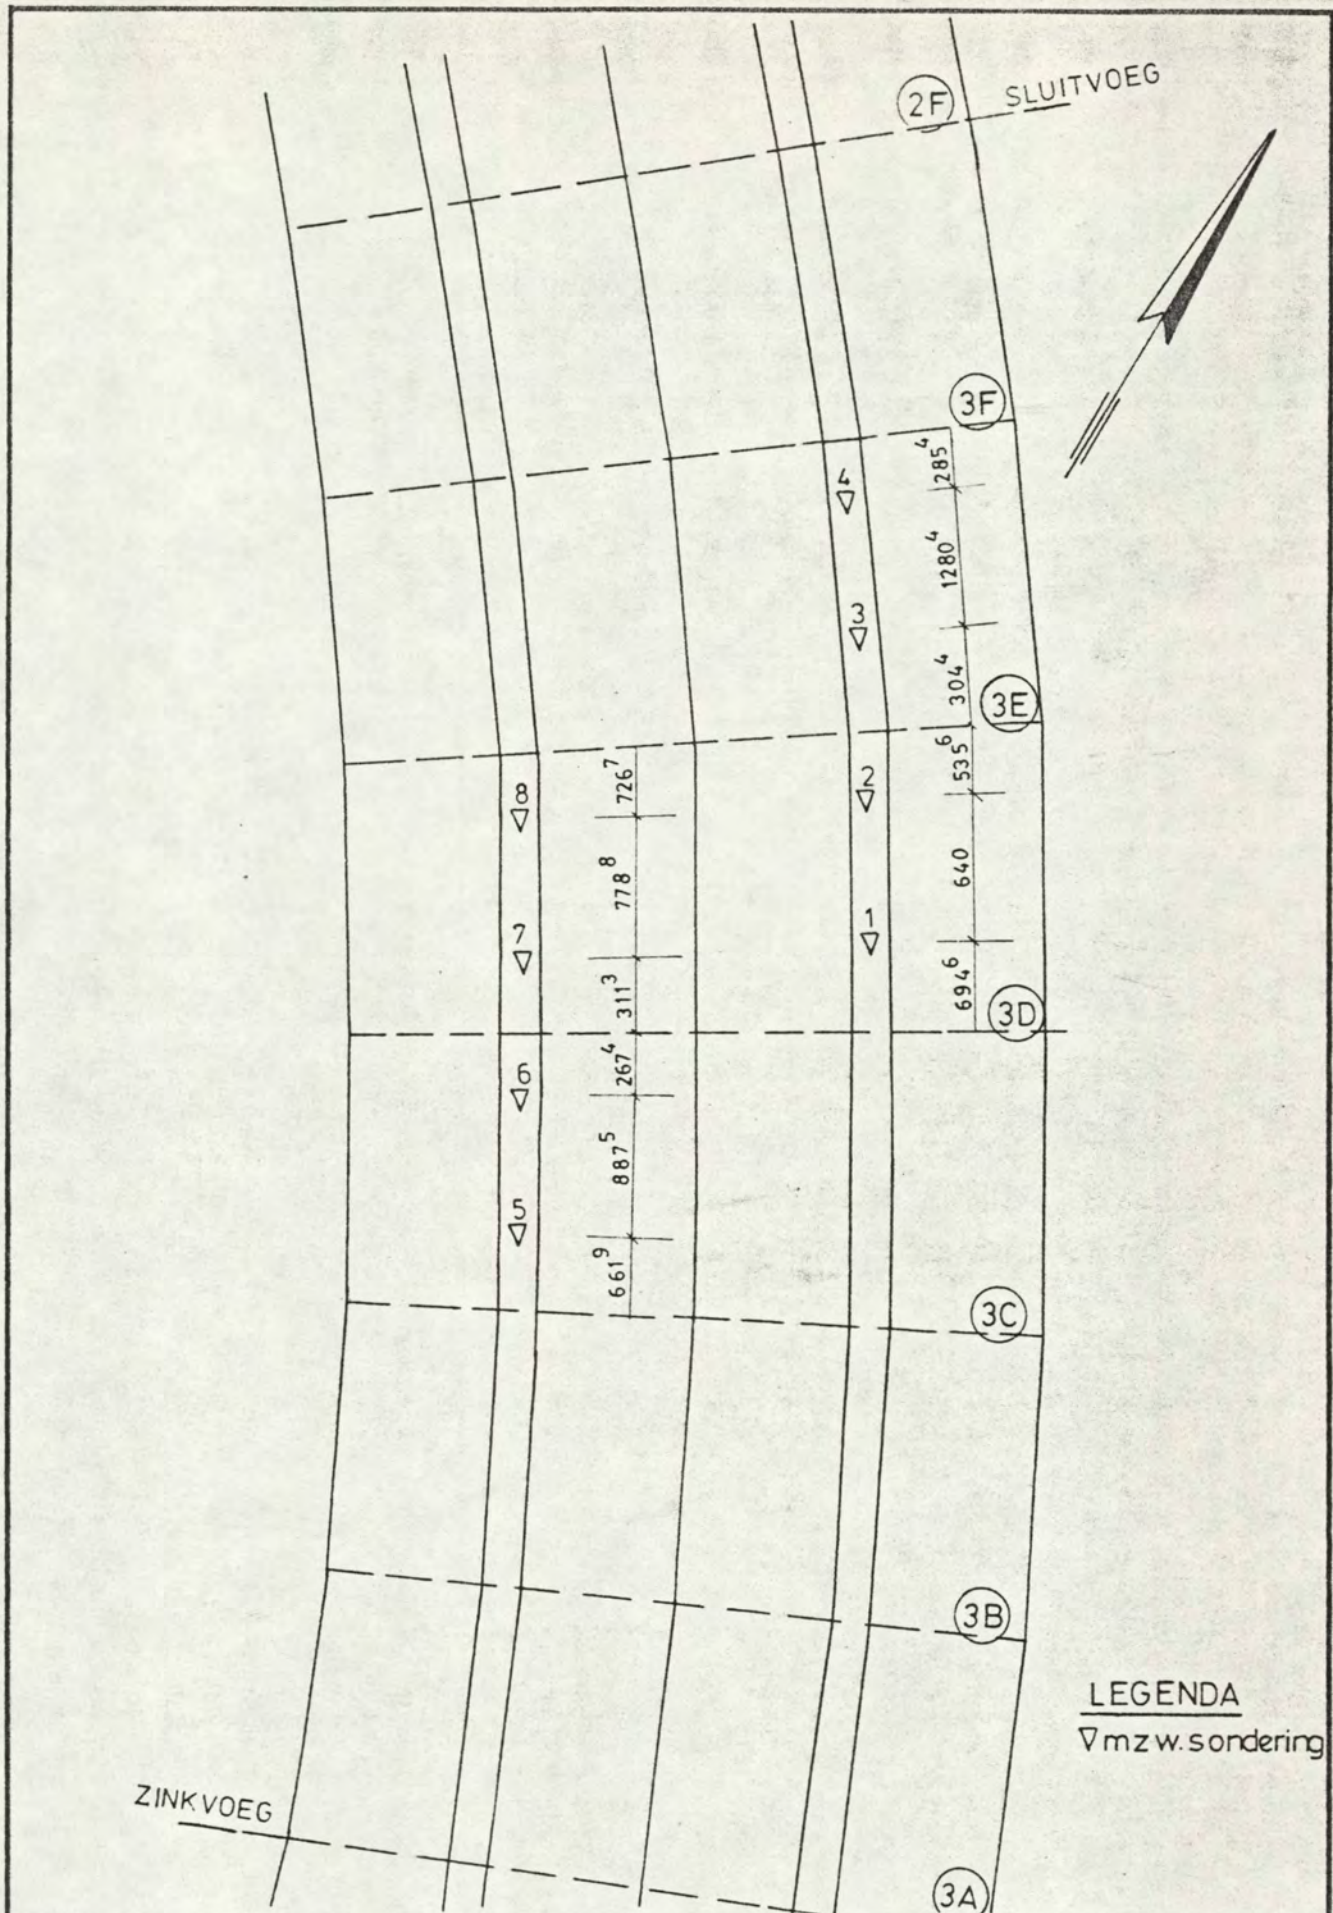 2F SLUITVOEG
3F
285⁴
4
1280⁴
3
304⁴
3E
535⁶
2
726⁷
8
778⁸
640
7
1
311³
694⁶
3D
267⁴
6
887⁵
5
661⁹
3C
3B
LEGENDA
▽ m z w. sondering
ZINKVOEG
3A